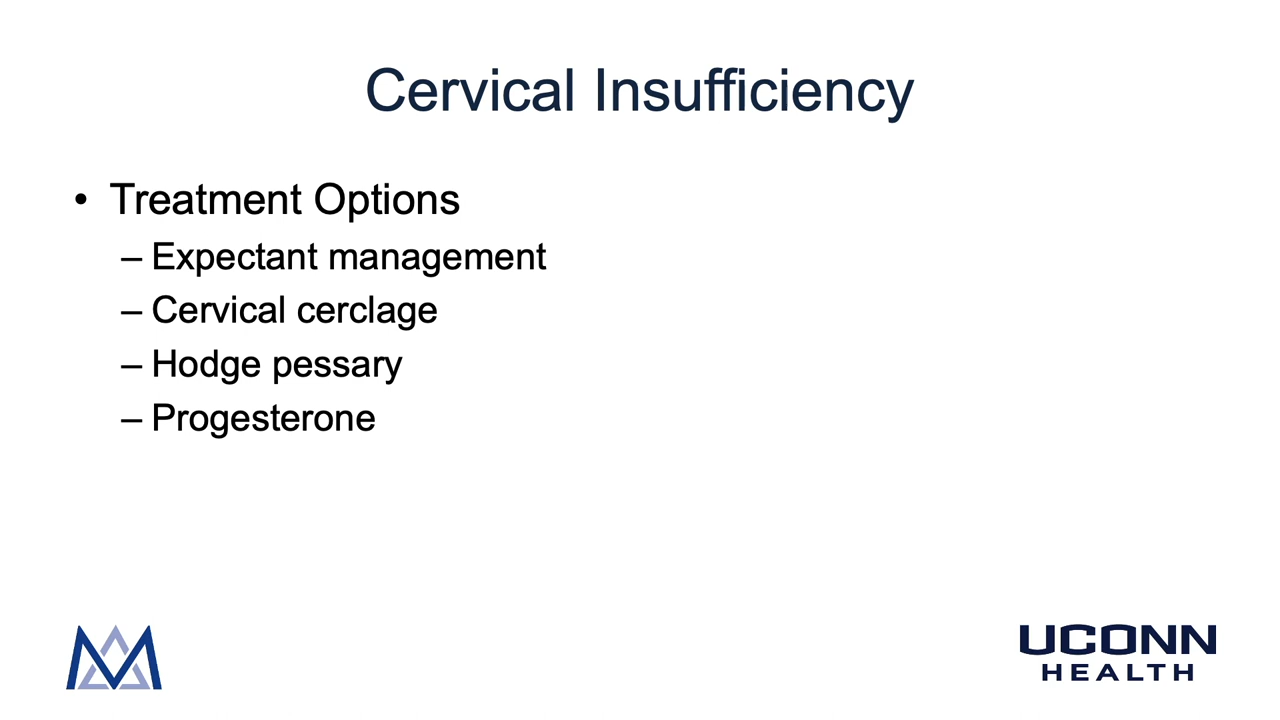 Cervical Insufficiency
• Treatment Options
– Expectant management
– Cervical cerclage
– Hodge pessary
– Progesterone
UCONN
HEALTH